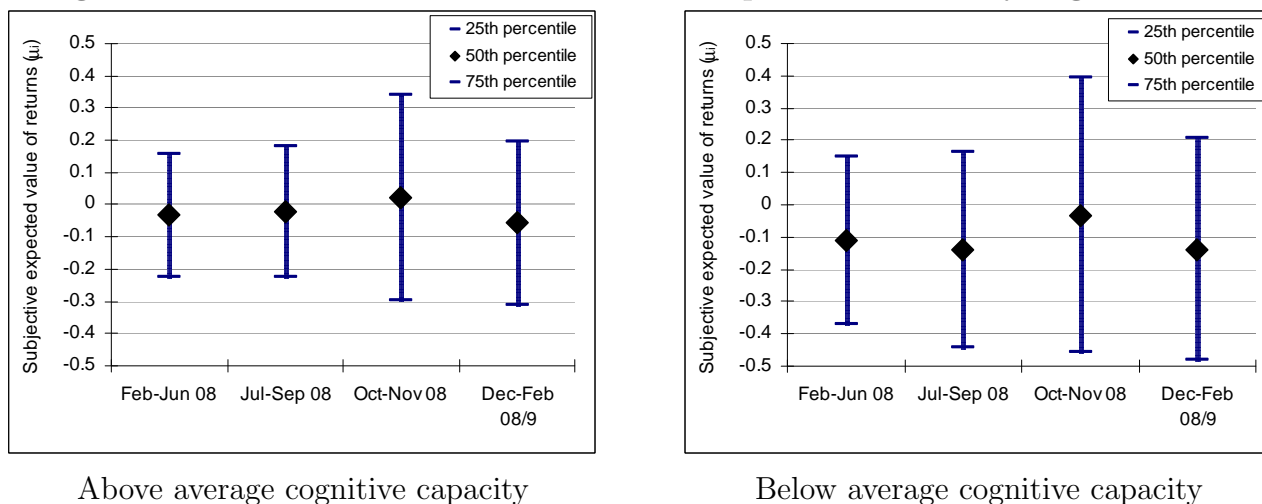 Subjective expected value of returns (μi)
0.5
0.4
0.3
0.2
0.1
0
-0.1
-0.2
-0.3
-0.4
-0.5
25th percentile
50th percentile
75th percentile
Feb-Jun 08
Jul-Sep 08
Oct-Nov 08
Dec-Feb
08/9
Above average cognitive capacity
Subjective expected value of returns (μi)
0.5
0.4
0.3
0.2
0.1
0
-0.1
-0.2
-0.3
-0.4
-0.5
25th percentile
50th percentile
75th percentile
Feb-Jun 08
Jul-Sep 08
Oct-Nov 08
Dec-Feb
08/9
Below average cognitive capacity